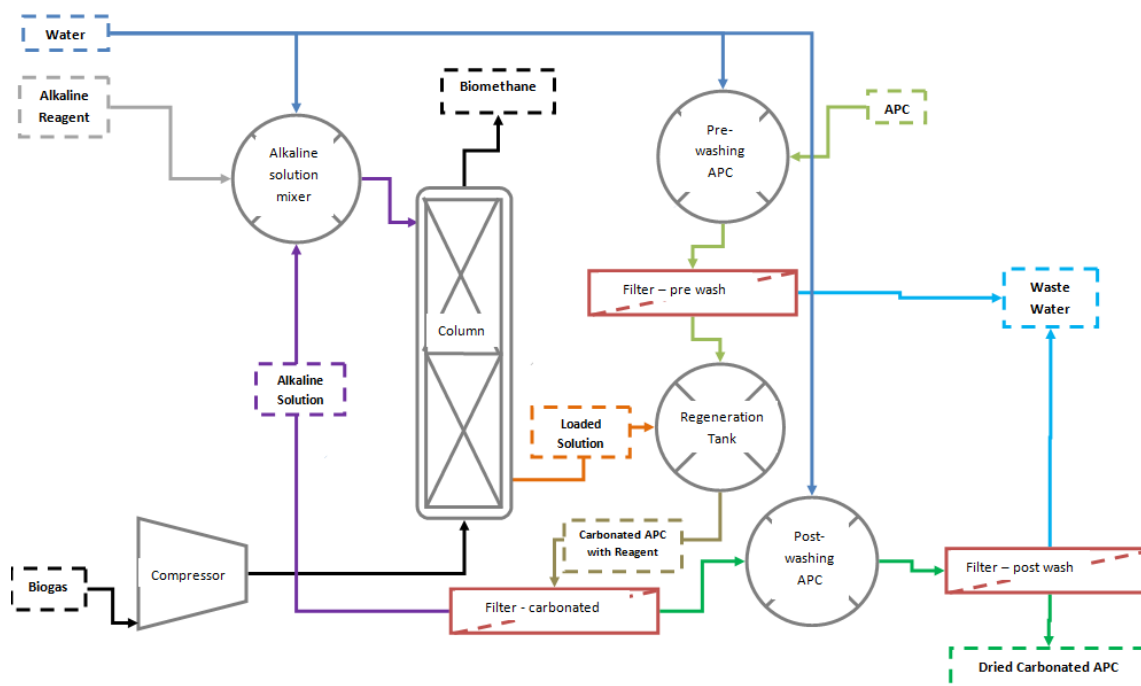 Water
Alkaline
Reagent
Biomethane
APC
Alkaline
solution
mixer
Pre-
washing
APC
Filter – pre wash
Waste
Water
Column
Alkaline
Solution
Loaded
Solution
Regeneration
Tank
Carbonated APC
with Reagent
Post-
washing
APC
Compressor
Biogas
Filter - carbonated
Filter – post wash
Dried Carbonated APC